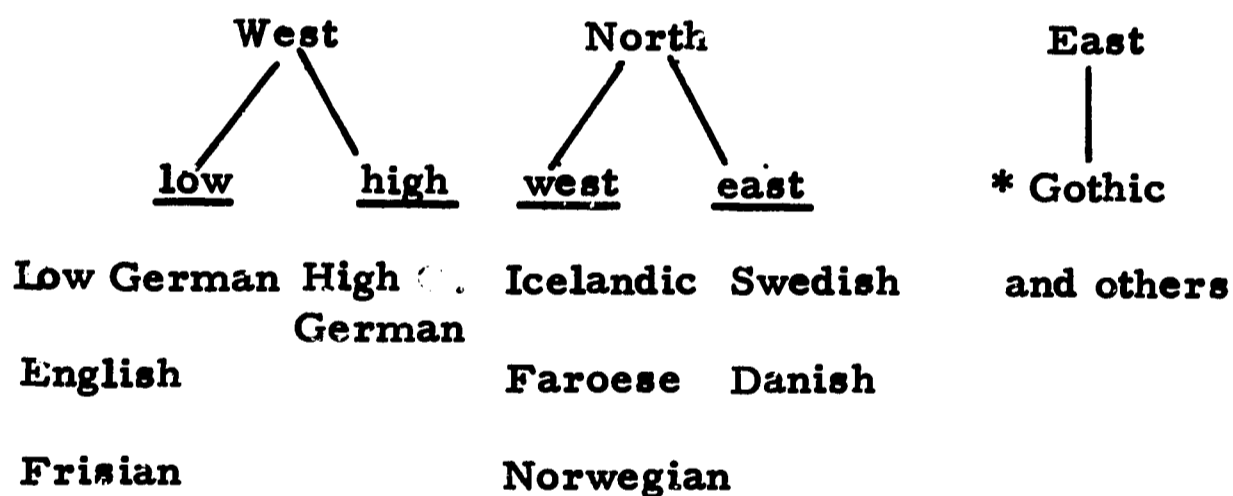 West North East
low high west east * Gothic
Low German High Icelandic Swedish and others
German
English Faroese Danish
Frisian Norwegian